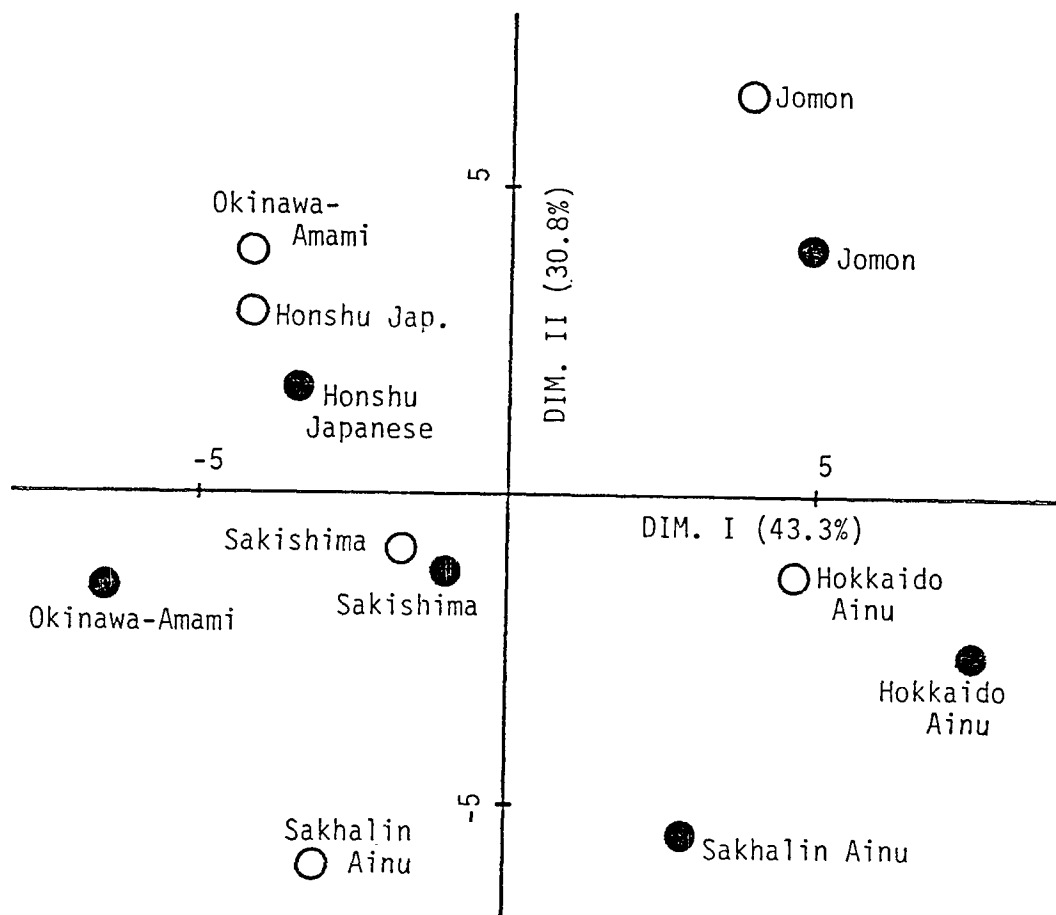 Jomon
5
Okinawa-
Amami
DIM. II (30.8%)
Jomon
Honshu Jap.
Honshu
Japanese
-5
5
DIM. I (43.3%)
Sakishima
Sakishima
Okinawa-Amami
Hokkaido
Ainu
Hokkaido
Ainu
-5
Sakhalin
Ainu
Sakhalin Ainu